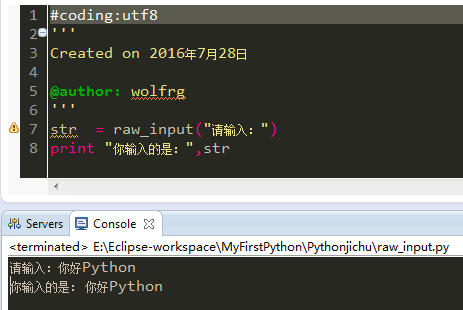 1 #coding:utf8
2 '''
3 Created on 2016年7月28日
4
5 @author: wolfrg
6 '''
7 str  = raw_input("请输入：")
8 print "你输入的是：",str
Servers Console
<terminated> E:\Eclipse-workspace\MyFirstPython\Pythonjichu\raw_input.py
请输入：你好Python
你输入的是：你好Python